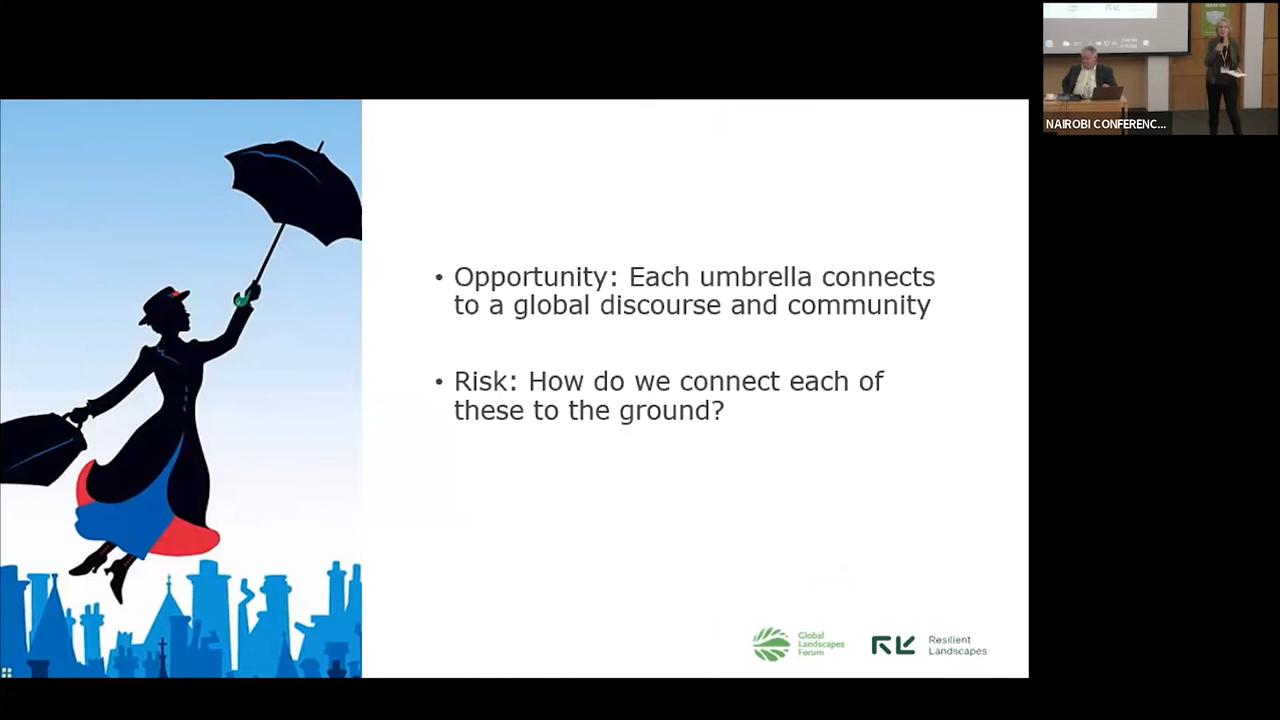 NAIROBI CONFERENC...
• Opportunity: Each umbrella connects
to a global discourse and community
• Risk: How do we connect each of
these to the ground?
Global
Landscapes
Forum
Resilient
Landscapes